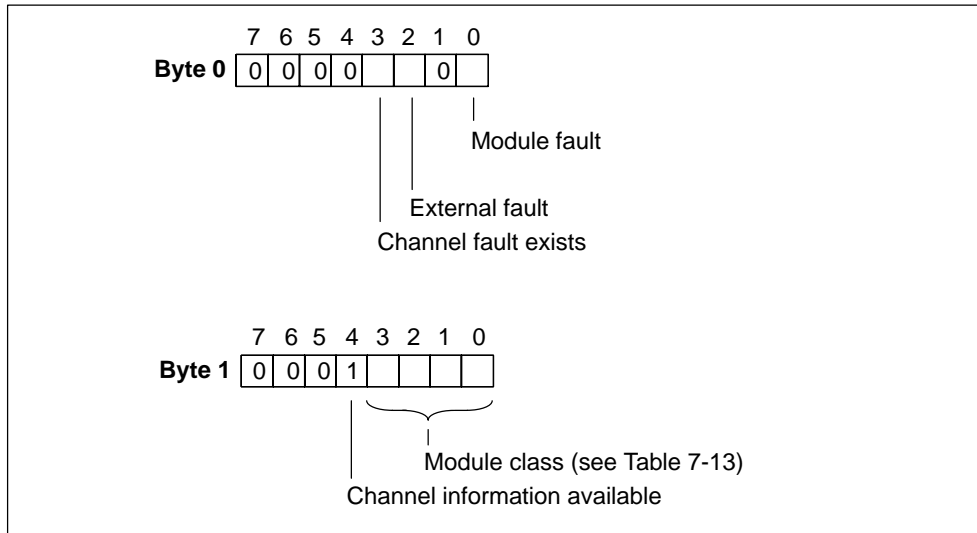 7 6 5 4 3 2 1 0
Byte 0 0 0 0 0 0
Module fault
External fault
Channel fault exists
7 6 5 4 3 2 1 0
Byte 1 0 0 0 1
Module class (see Table 7-13)
Channel information available